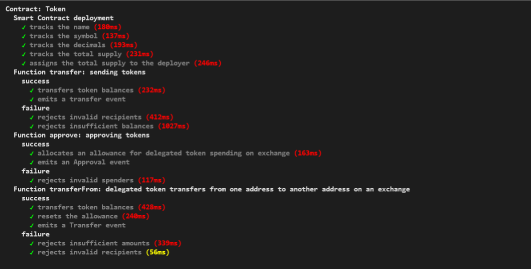 Contract: Token
Smart Contract deployment
✓ tracks the name (180ms)
✓ tracks the symbol (137ms)
✓ tracks the decimals (193ms)
✓ tracks the total supply (231ms)
✓ assigns the total supply to the deployer (246ms)
Function transfer: sending tokens
success
✓ transfers token balances (232ms)
✓ emits a transfer event
failure
✓ rejects invalid recipients (412ms)
✓ rejects insufficient balances (1027ms)
Function approve: approving tokens
success
✓ allocates an allowance for delegated token spending on exchange (163ms)
✓ emits an Approval event
failure
✓ rejects invalid spenders (117ms)
Function transferFrom: delegated token transfers from one address to another address on an exchange
success
✓ transfers token balances (428ms)
✓ resets the allowance (240ms)
✓ emits a Transfer event
failure
✓ rejects insufficient amounts (339ms)
✓ rejects invalid recipients (56ms)